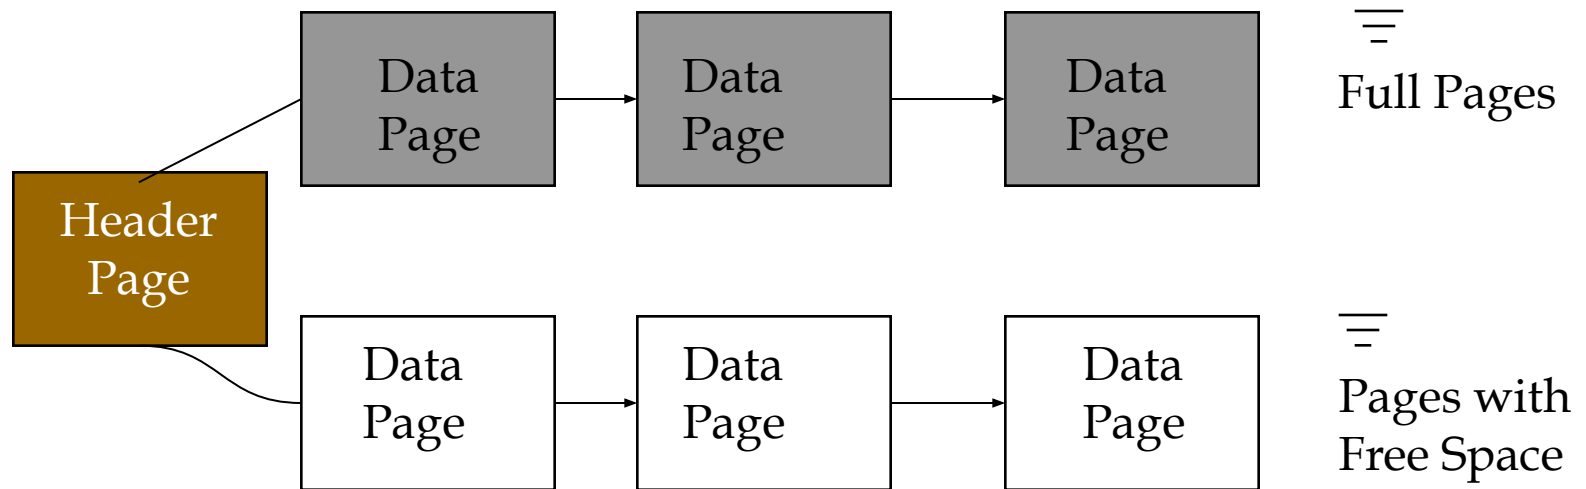 Data
Page
Data
Page
Data
Page
Full Pages
Header
Page
Data
Page
Data
Page
Data
Page
Pages with
Free Space